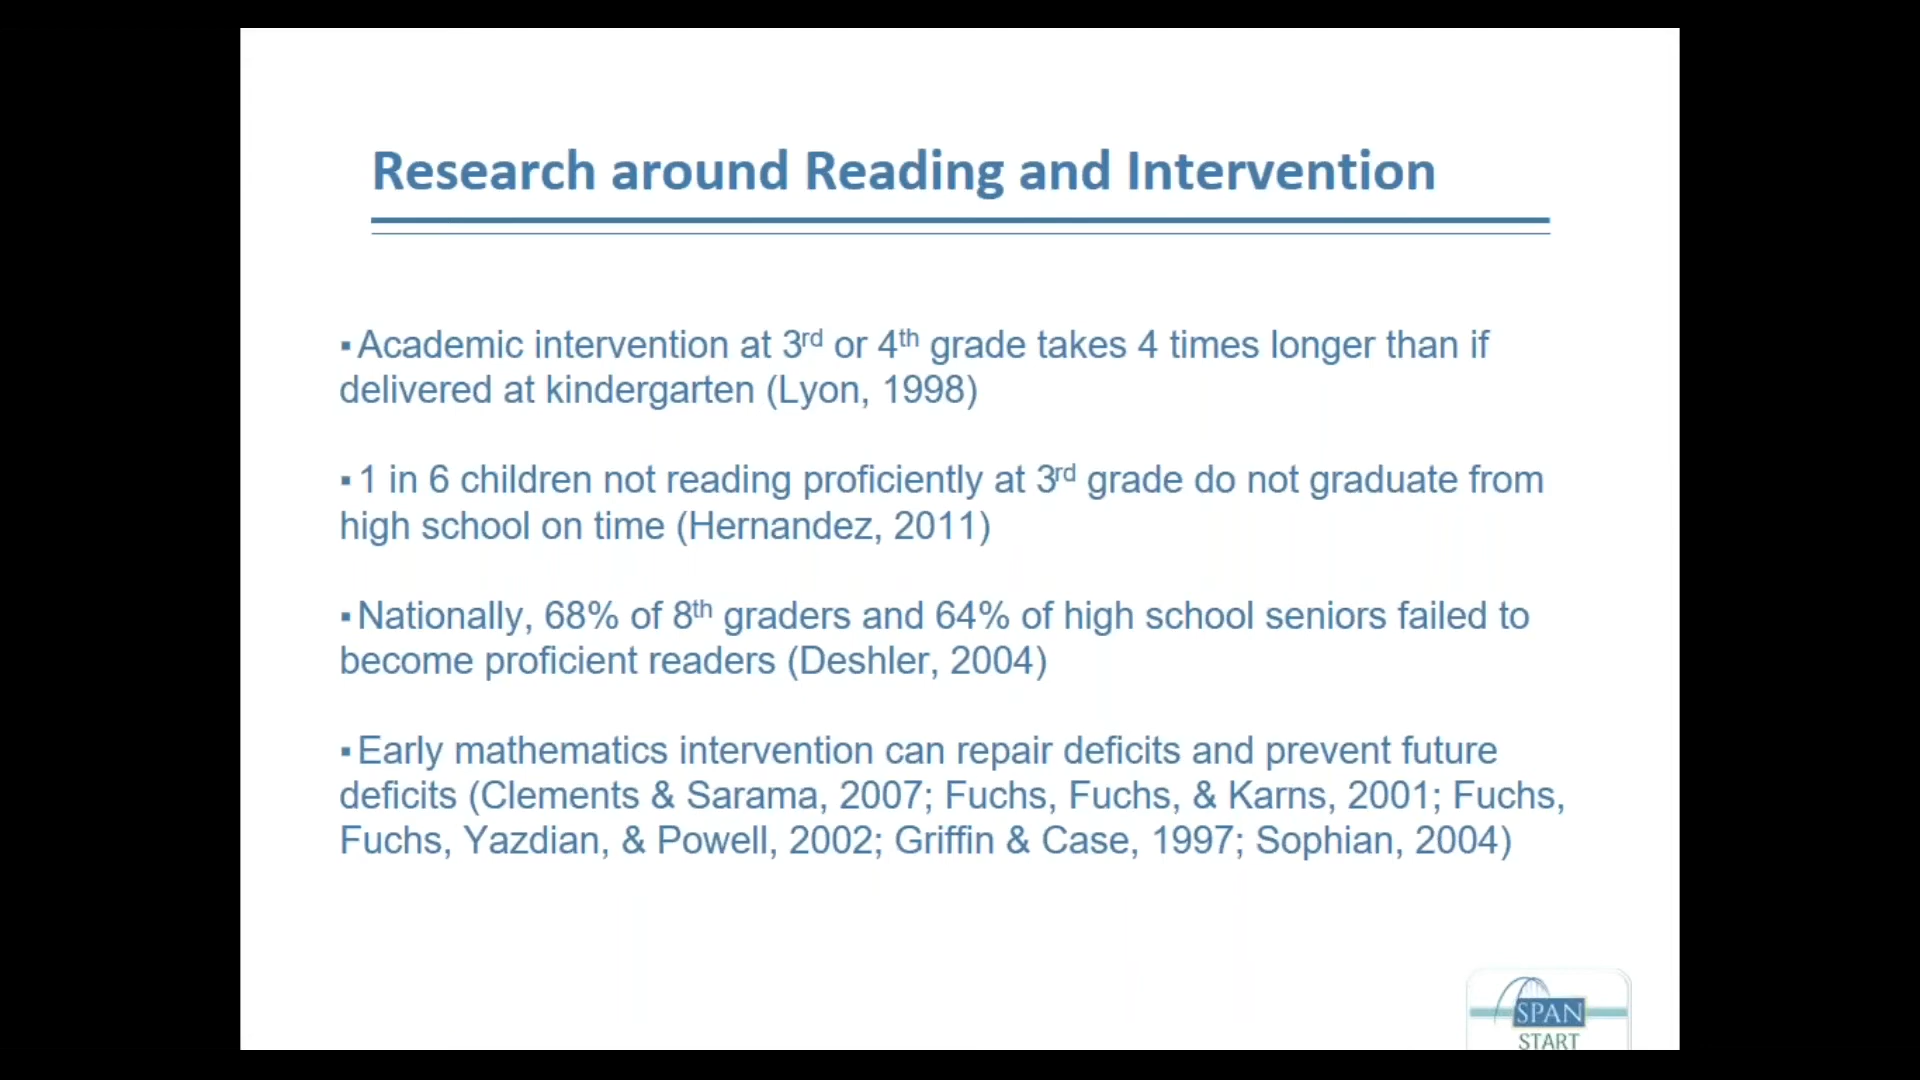 Research around Reading and Intervention
▪Academic intervention at 3rd or 4th grade takes 4 times longer than if
delivered at kindergarten (Lyon, 1998)
▪1 in 6 children not reading proficiently at 3rd grade do not graduate from
high school on time (Hernandez, 2011)
▪Nationally, 68% of 8th graders and 64% of high school seniors failed to
become proficient readers (Deshler, 2004)
▪Early mathematics intervention can repair deficits and prevent future
deficits (Clements & Sarama, 2007; Fuchs, Fuchs, & Karns, 2001; Fuchs,
Fuchs, Yazdian, & Powell, 2002; Griffin & Case, 1997; Sophian, 2004)
SPAN
START